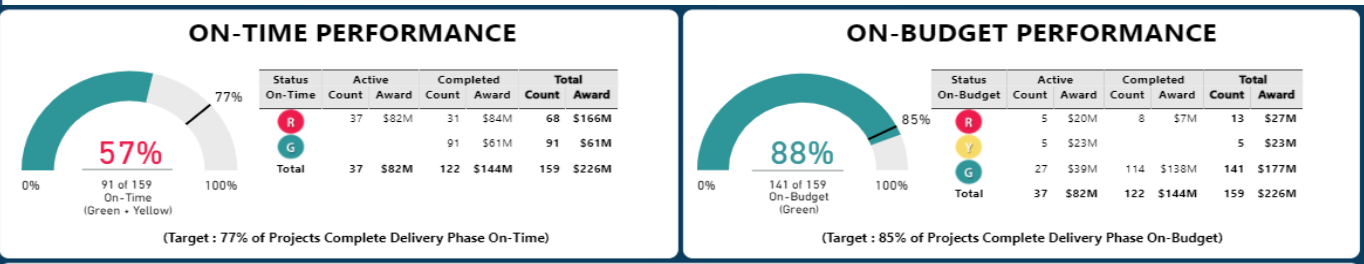 ON-TIME PERFORMANCE
77%
57%
0%
100%
91 of 159
On-Time
(Green + Yellow)
Status Active Completed Total
On-Time Count Award Count Award Count Award
R 37 $82M 31 $84M 68 $166M
G 91 $61M 91 $61M
Total 37 $82M 122 $144M 159 $226M
(Target : 77% of Projects Complete Delivery Phase On-Time)
ON-BUDGET PERFORMANCE
85%
88%
0%
100%
141 of 159
On-Budget
(Green)
Status Active Completed Total
On-Budget Count Award Count Award Count Award
R 5 $20M 8 $7M 13 $27M
Y 5 $23M 5 $23M
G 27 $39M 114 $138M 141 $177M
Total 37 $82M 122 $144M 159 $226M
(Target : 85% of Projects Complete Delivery Phase On-Budget)